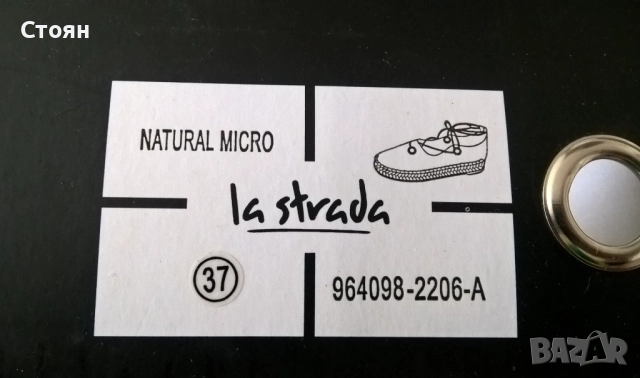 Стоян
NATURAL MICRO
la strada
37
964098-2206-A
BAZAR